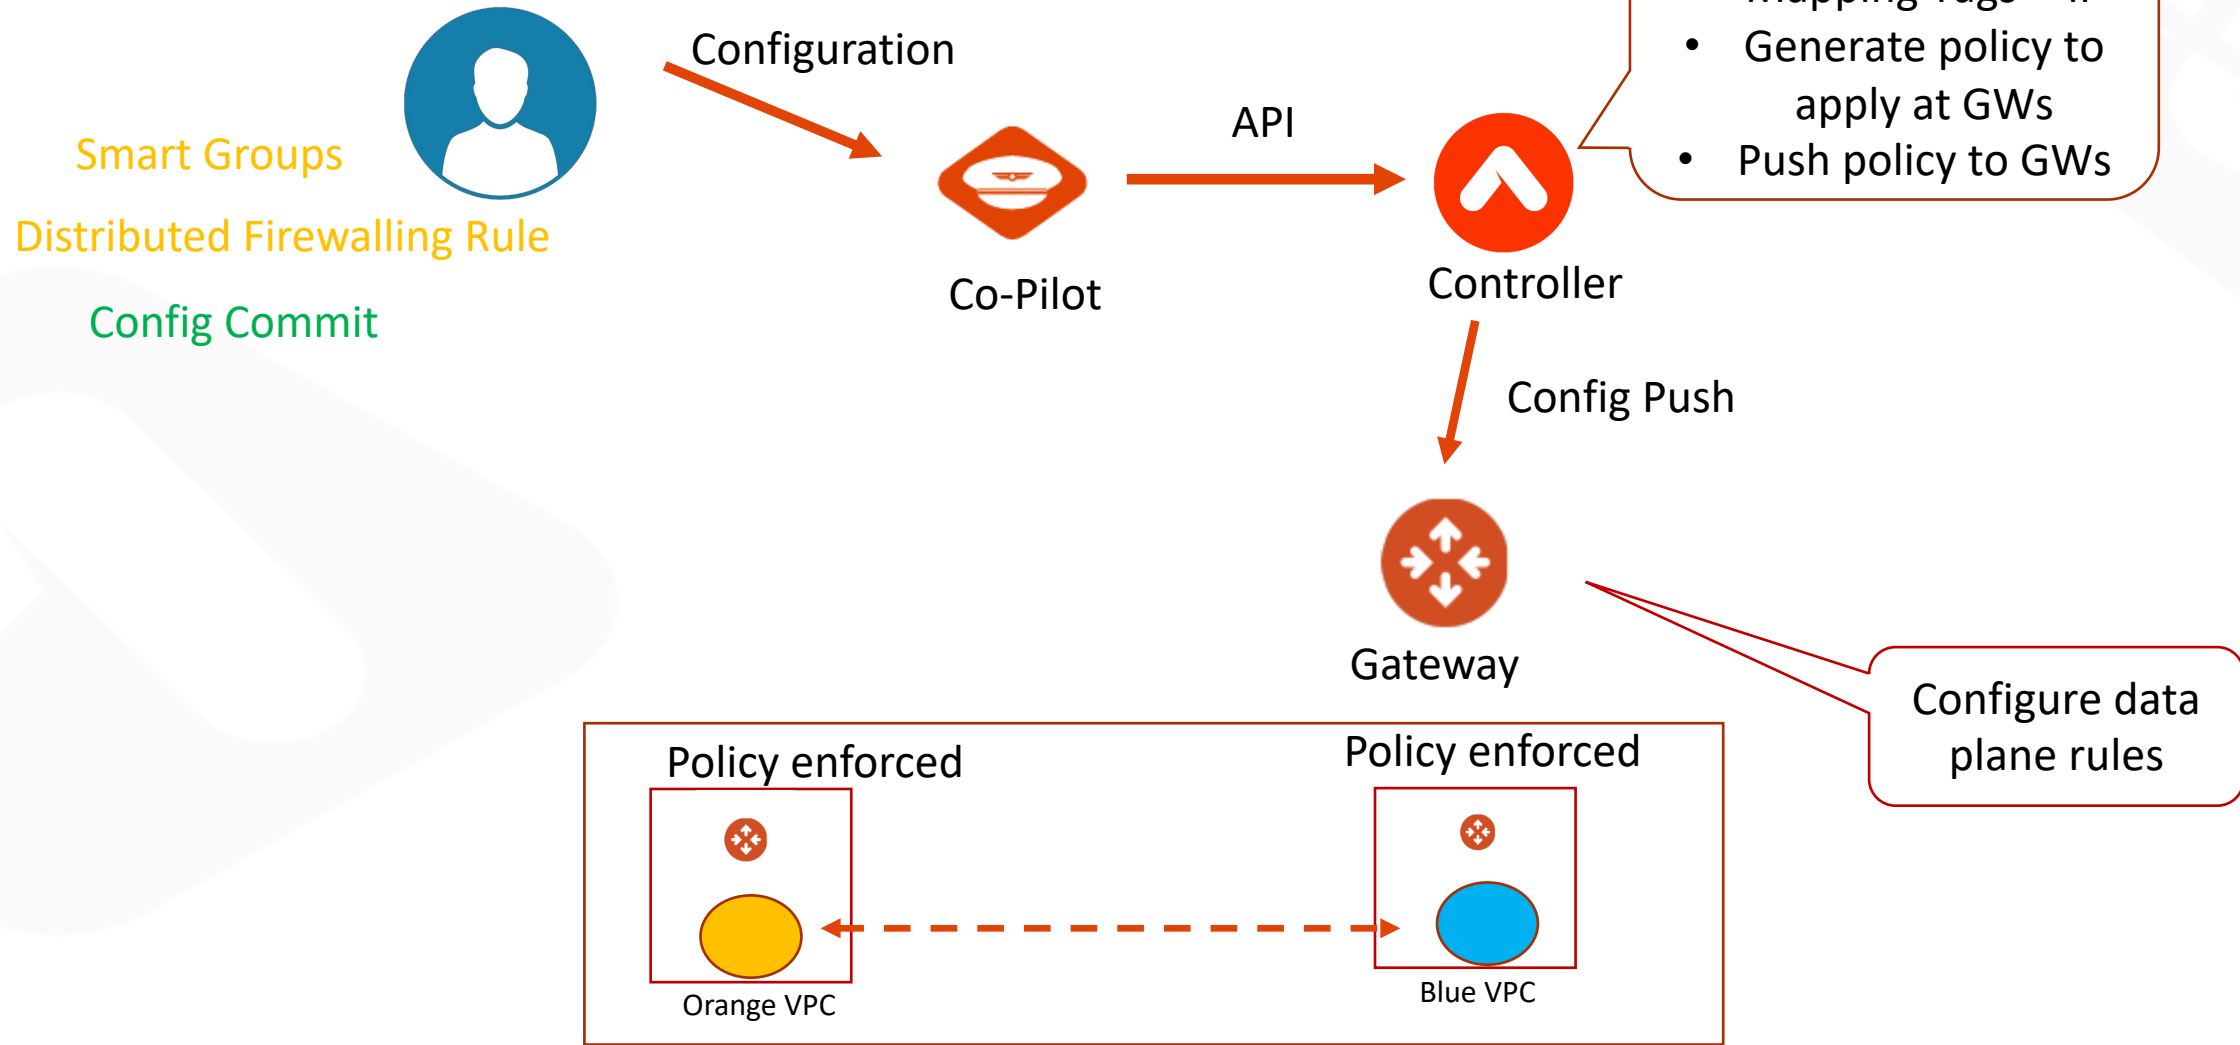 Configuration
• Generate policy to
apply at GWs
• Push policy to GWs
API
Smart Groups
Distributed Firewalling Rule
Config Commit
Co-Pilot
Controller
Config Push
Gateway
Configure data
plane rules
Policy enforced
Policy enforced
Orange VPC
Blue VPC